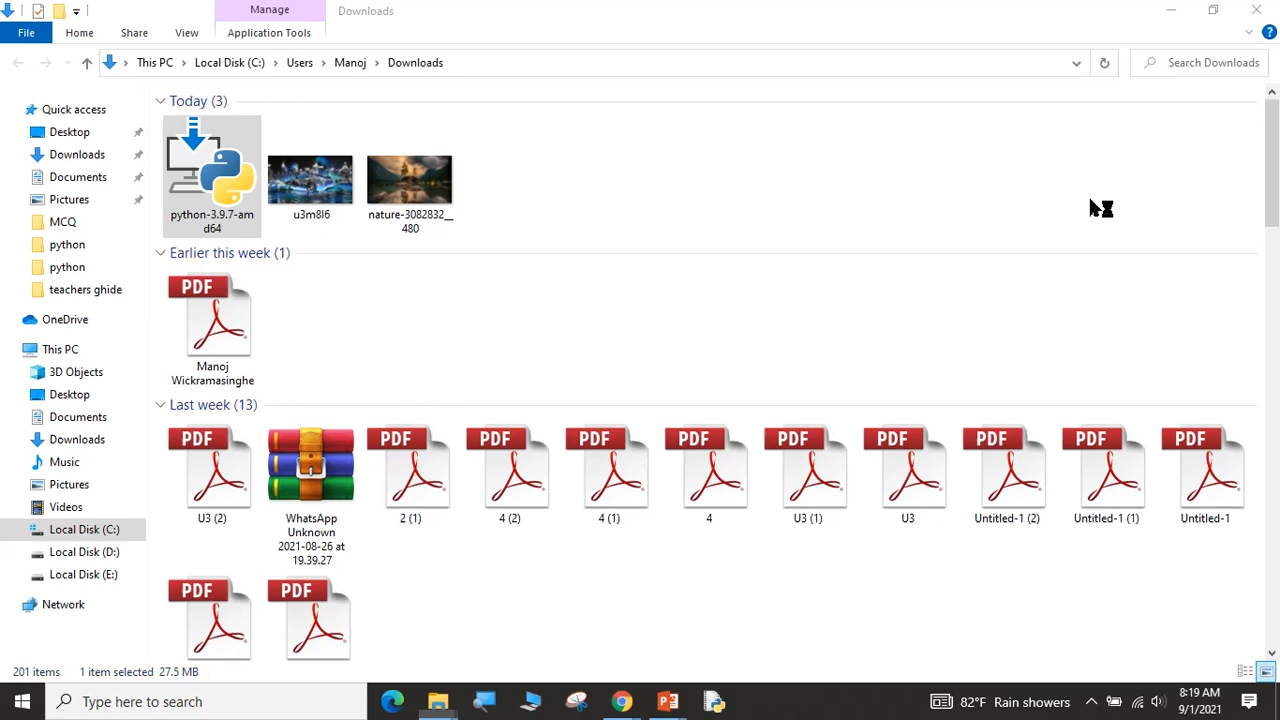 Manage
Downloads
File
Home
Share
View
Application Tools
This PC
Local Disk (C:)
Users
Manoj
Downloads
Search Downloads
Quick access
Desktop
Downloads
Documents
Pictures
MCQ
python
python
teachers ghide
OneDrive
This PC
3D Objects
Desktop
Documents
Downloads
Music
Pictures
Videos
Local Disk (C:)
Local Disk (D:)
Local Disk (E:)
Network
Today (3)
python-3.9.7-am
d64
u3m8l6
nature-3082832__
480
Earlier this week (1)
PDF
Manoj
Wickramasinghe
Last week (13)
PDF
PDF
PDF
PDF
PDF
PDF
PDF
PDF
PDF
PDF
U3 (2)
WhatsApp
Unknown
2021-08-26 at
19.39.27
2 (1)
4 (2)
4 (1)
4
U3 (1)
U3
Untitled-1 (2)
Untitled-1 (1)
Untitled-1
PDF
PDF
201 items
1 item selected 27.5 MB
Type here to search
82°F Rain showers
8:19 AM
9/1/2021